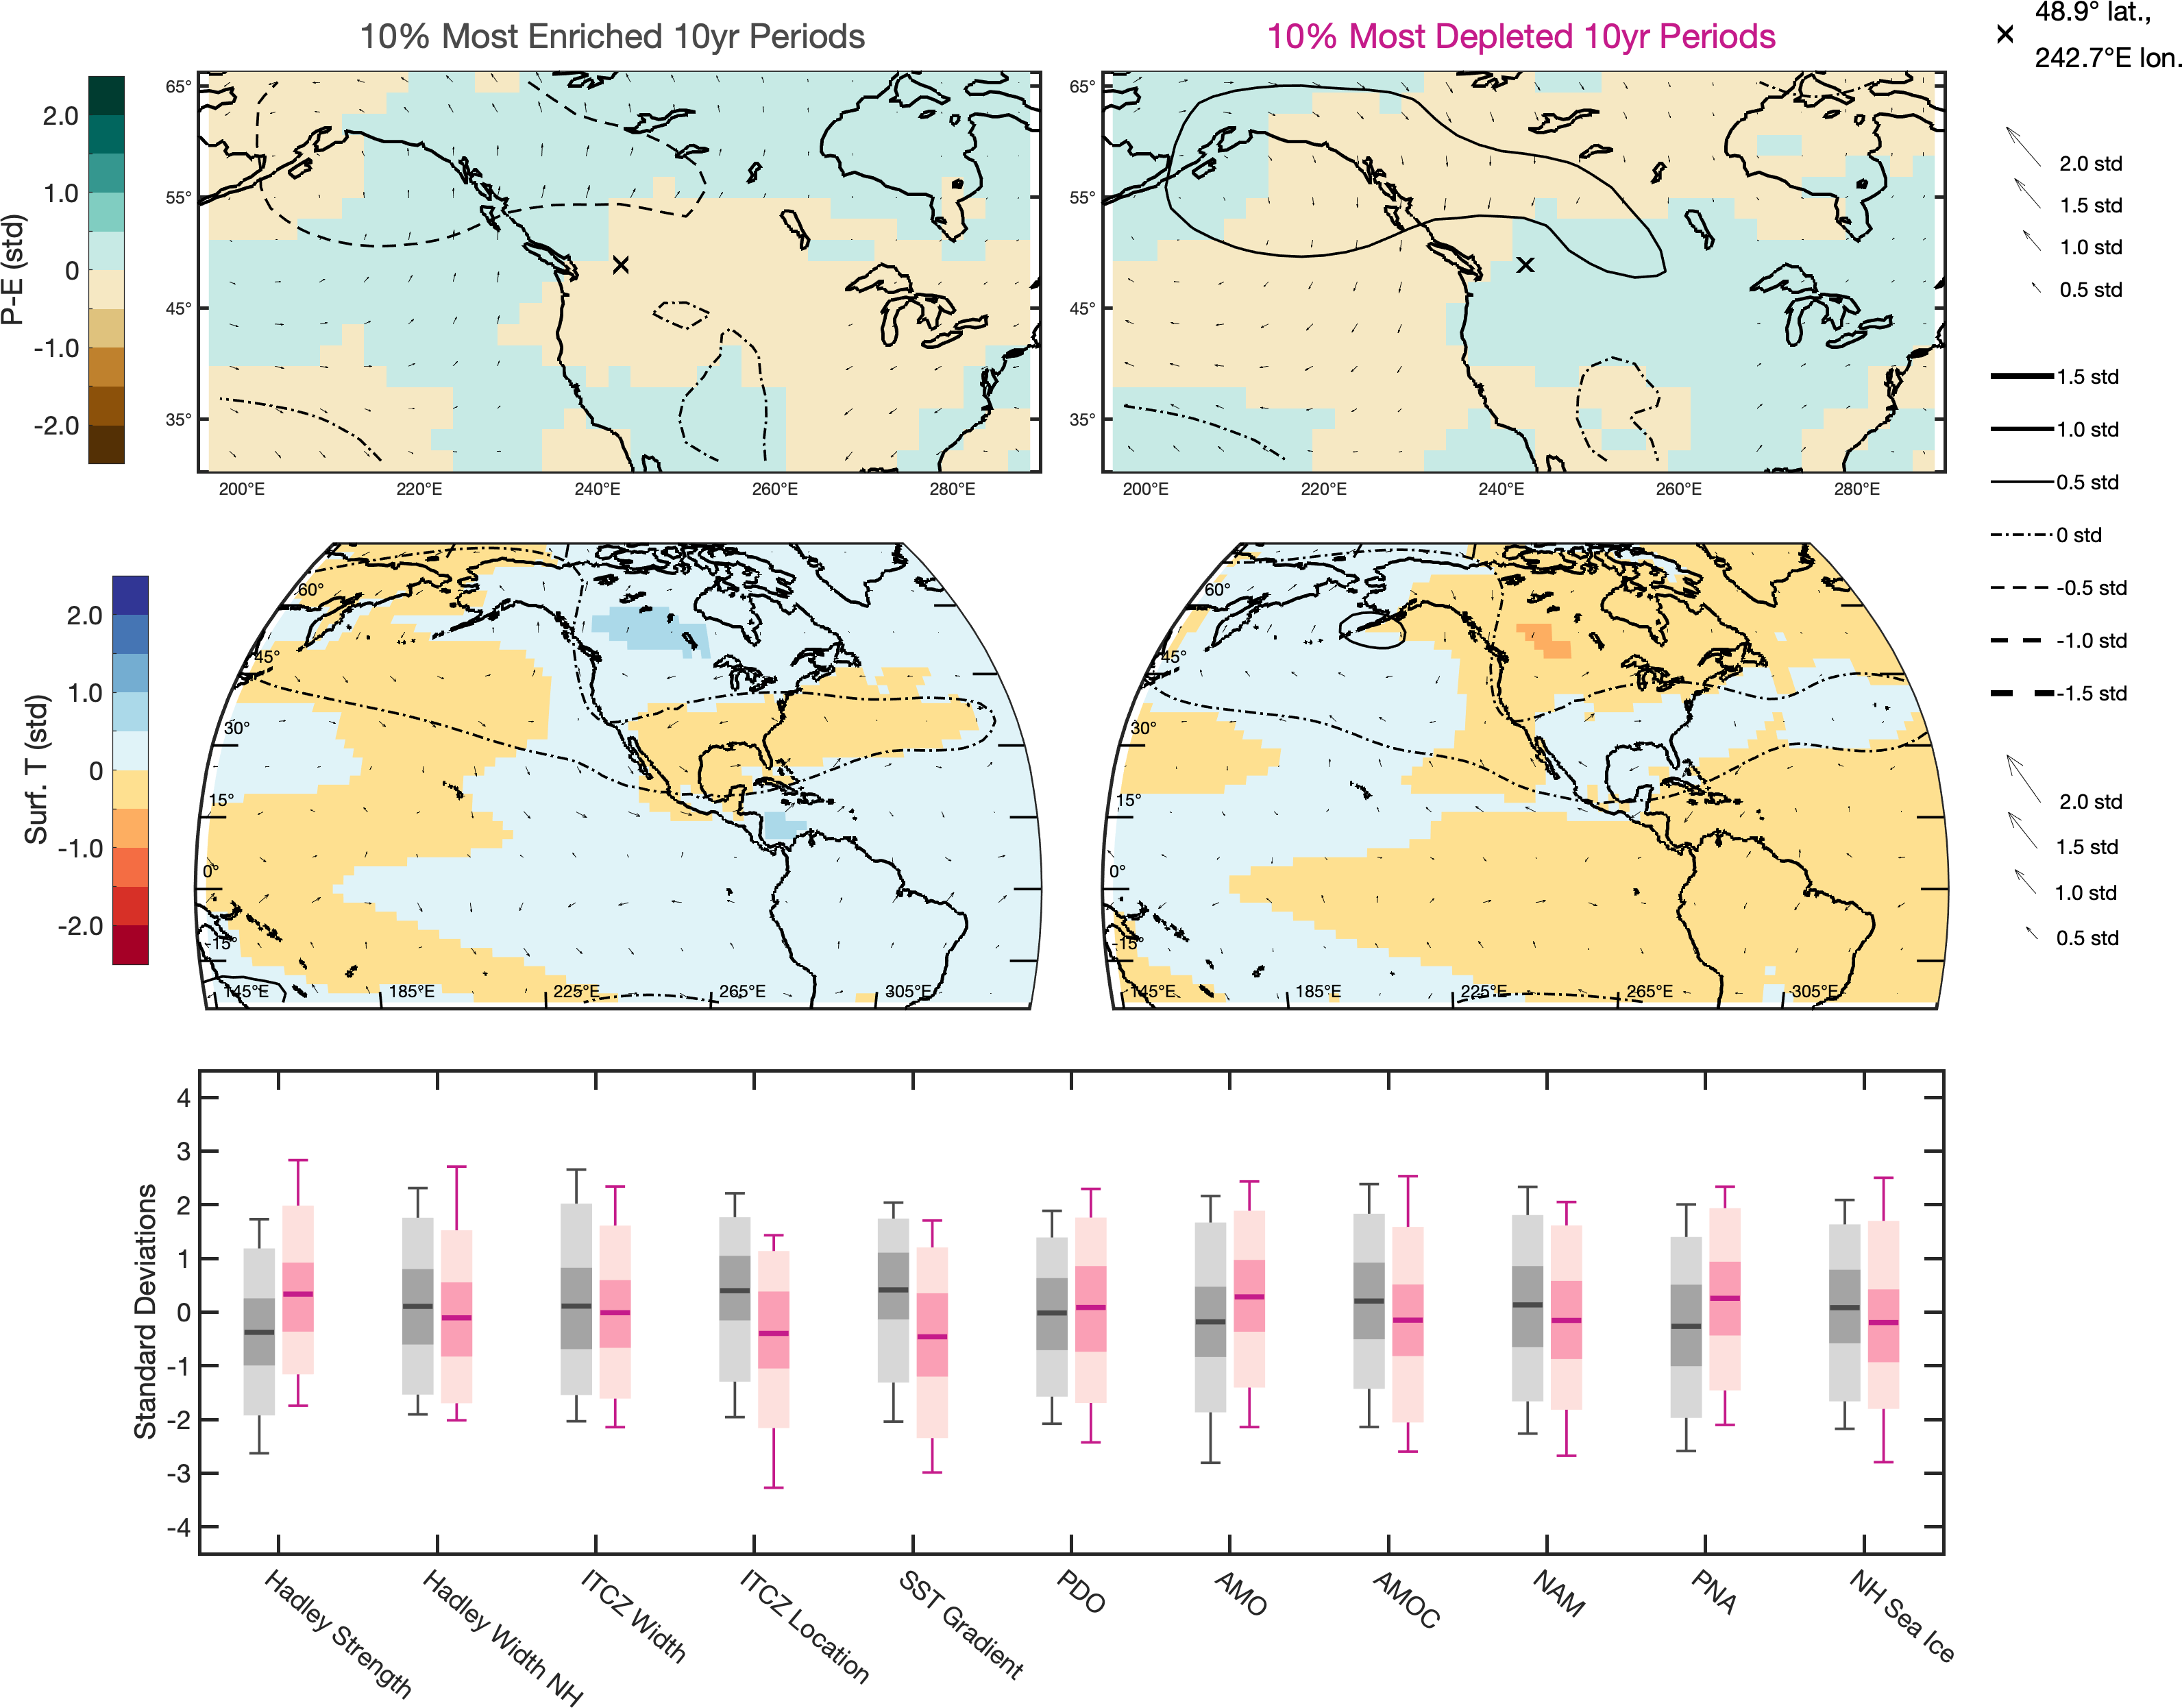 10% Most Enriched 10yr Periods
10% Most Depleted 10yr Periods
48.9° lat.,
242.7°E lon.
P-E (std)
2.0
1.0
0
-1.0
-2.0
65°
55°
45°
35°
200°E
220°E
240°E
260°E
280°E
65°
55°
45°
35°
200°E
220°E
240°E
260°E
280°E
2.0 std
1.5 std
1.0 std
0.5 std
1.5 std
1.0 std
0.5 std
0 std
-0.5 std
-1.0 std
-1.5 std
Surf. T (std)
2.0
1.0
0
-1.0
-2.0
60°
45°
30°
15°
0°
-15°
145°E
185°E
225°E
265°E
305°E
60°
45°
30°
15°
0°
-15°
145°E
185°E
225°E
265°E
305°E
2.0 std
1.5 std
1.0 std
0.5 std
Standard Deviations
4
3
2
1
0
-1
-2
-3
-4
Hadley Strength
Hadley Width NH
ITCZ Width
ITCZ Location
SST Gradient
PDO
AMO
AMOC
NAM
PNA
NH Sea Ice